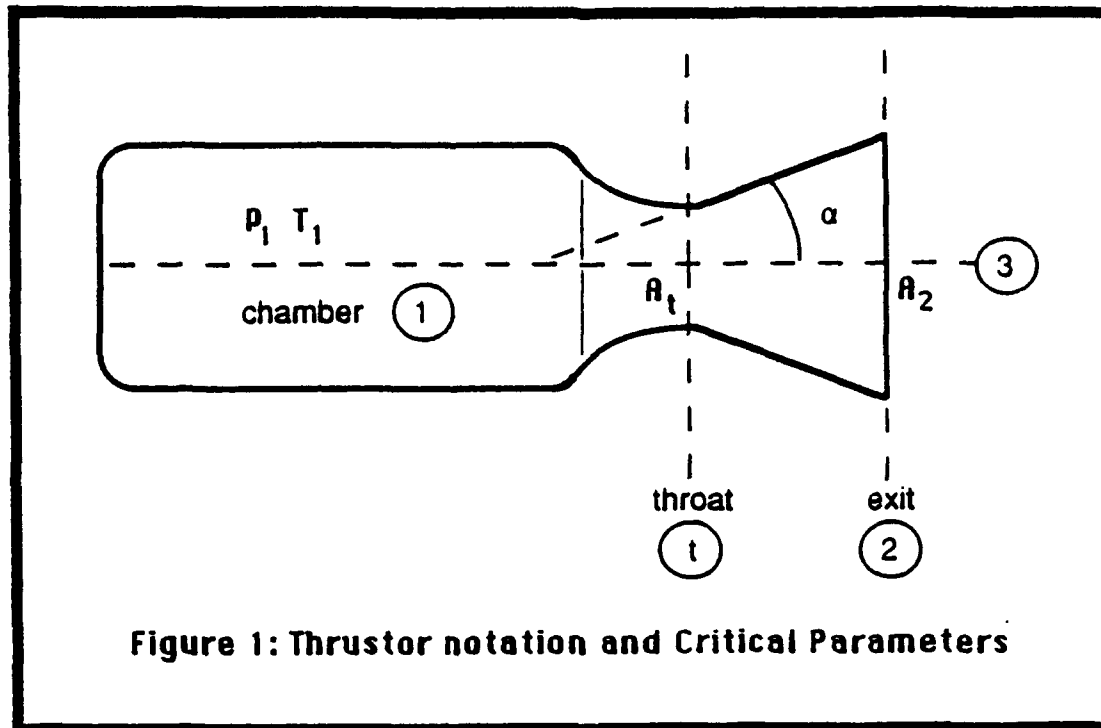 P₁ T₁
α
chamber 1
Aₜ
A₂
3
throat
exit
t
2
Figure 1: Thrustor notation and Critical Parameters